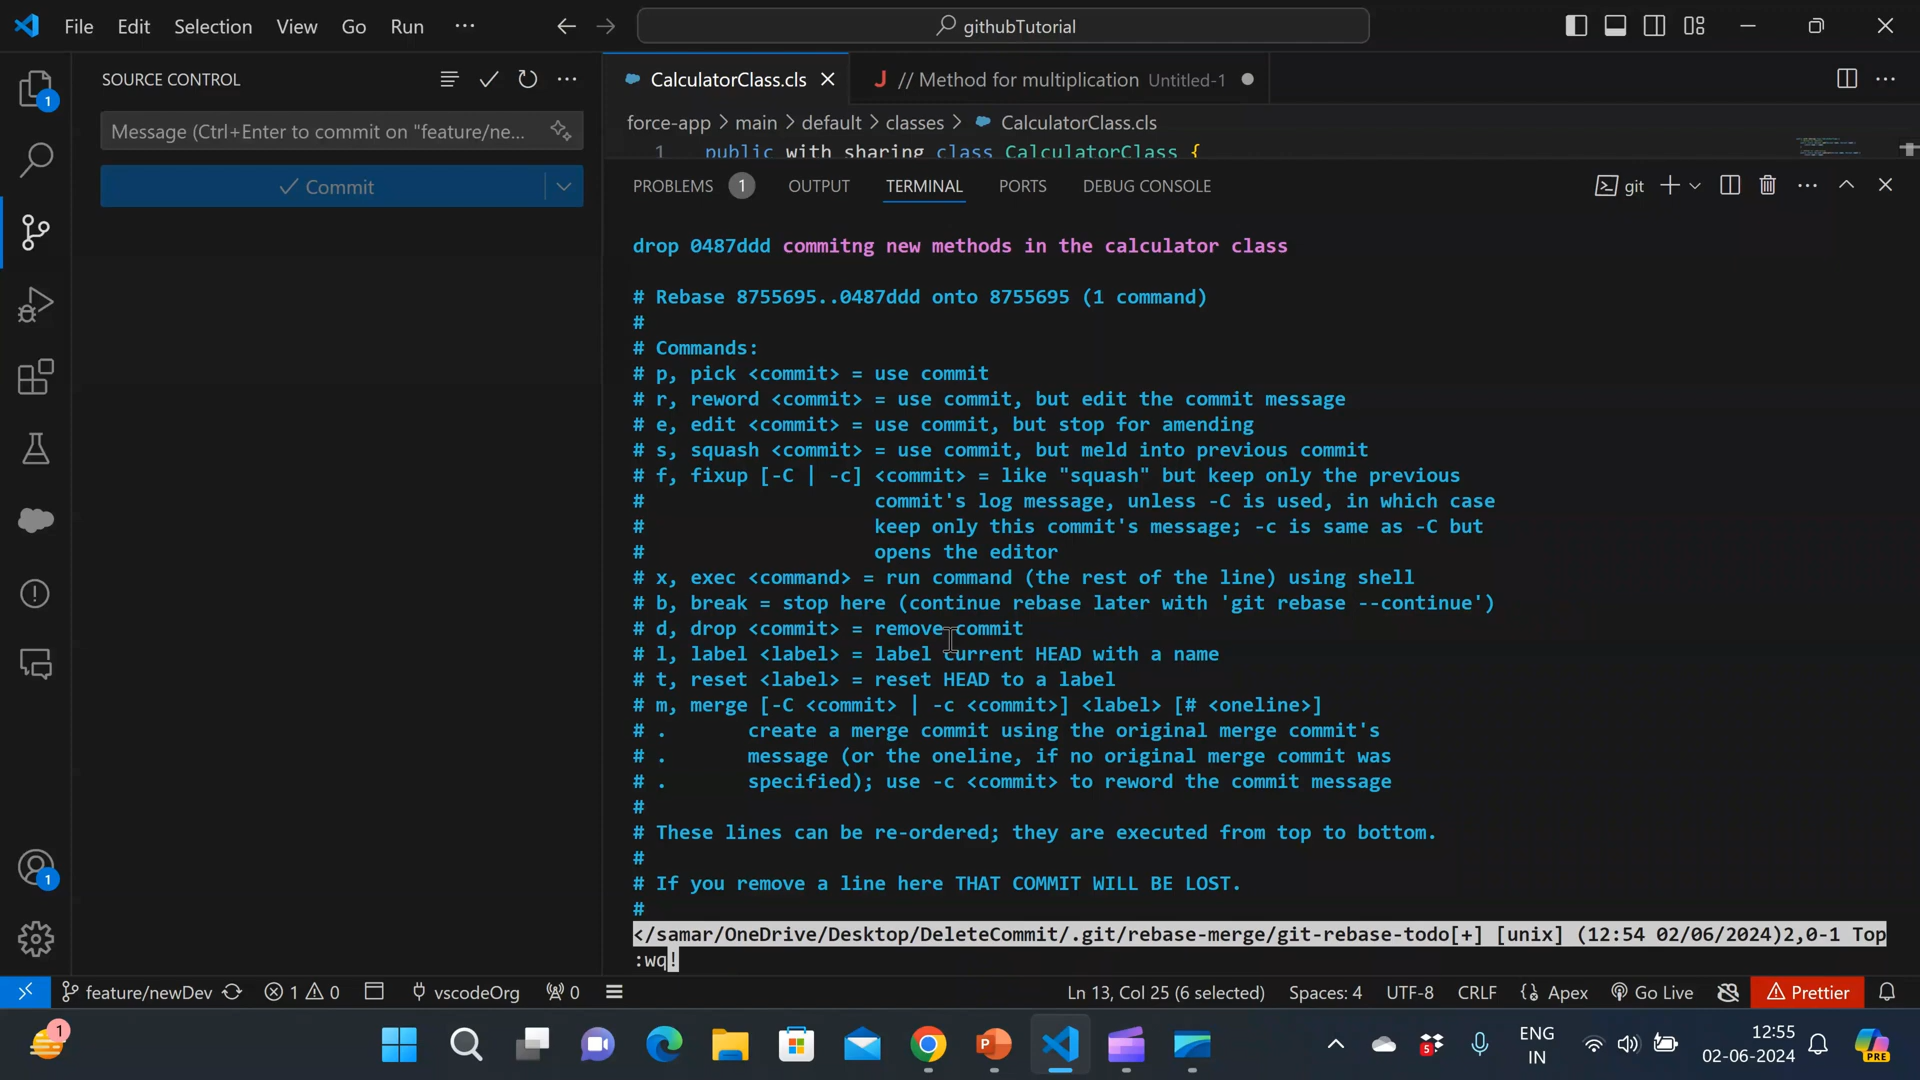 File Edit Selection View Go Run ···
githubTutorial
SOURCE CONTROL
Message (Ctrl+Enter to commit on "feature/ne...
Commit
1
1
CalculatorClass.cls
J // Method for multiplication Untitled-1
force-app > main > default > classes > CalculatorClass.cls
1 public with sharing class CalculatorClass {
PROBLEMS 1 OUTPUT TERMINAL PORTS DEBUG CONSOLE
git
drop 0487ddd commitng new methods in the calculator class
# Rebase 8755695..0487ddd onto 8755695 (1 command)
#
# Commands:
# p, pick <commit> = use commit
# r, reword <commit> = use commit, but edit the commit message
# e, edit <commit> = use commit, but stop for amending
# s, squash <commit> = use commit, but meld into previous commit
# f, fixup [-C | -c] <commit> = like "squash" but keep only the previous
# commit's log message, unless -C is used, in which case
# keep only this commit's message; -c is same as -C but
# opens the editor
# x, exec <command> = run command (the rest of the line) using shell
# b, break = stop here (continue rebase later with 'git rebase --continue')
# d, drop <commit> = remove commit
# l, label <label> = label current HEAD with a name
# t, reset <label> = reset HEAD to a label
# m, merge [-C <commit> | -c <commit>] <label> [# <oneline>]
# . create a merge commit using the original merge commit's
# . message (or the oneline, if no original merge commit was
# . specified); use -c <commit> to reword the commit message
#
# These lines can be re-ordered; they are executed from top to bottom.
#
# If you remove a line here THAT COMMIT WILL BE LOST.
#
</samar/OneDrive/Desktop/DeleteCommit/.git/rebase-merge/git-rebase-todo[+] [unix] (12:54 02/06/2024)2,0-1 Top
:wq!
feature/newDev 1 0 vscodeOrg 0
Ln 13, Col 25 (6 selected) Spaces: 4 UTF-8 CRLF {} Apex Go Live Prettier
1
P
5
ENG
IN
12:55
02-06-2024
PRE